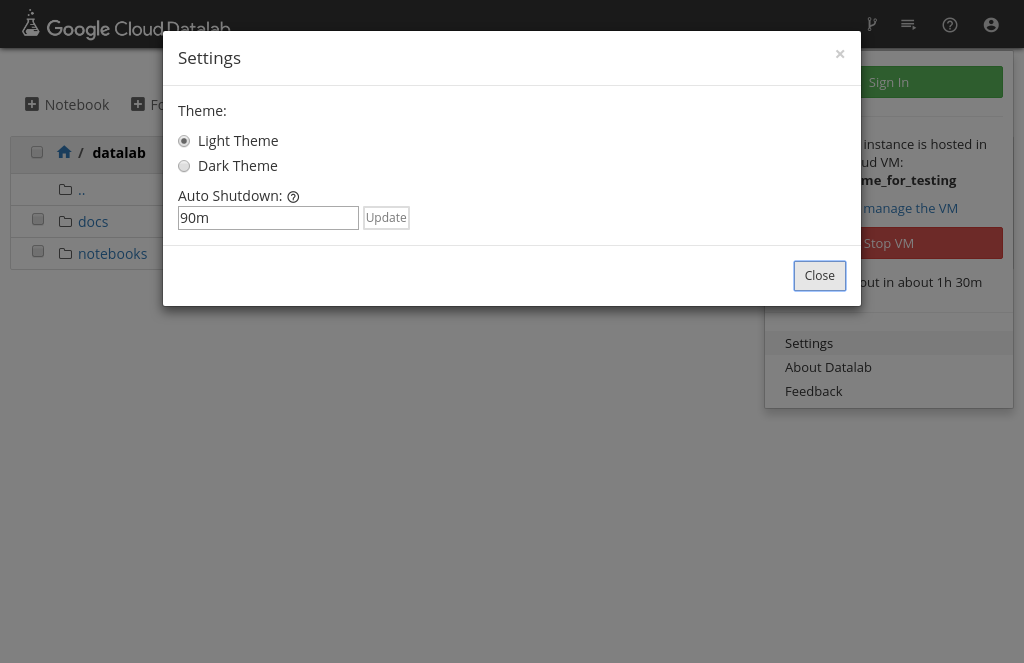 Google Cloud Datalab
Settings
×
Sign In
Theme:
Notebook
Light Theme
instance is hosted in
/ datalab
Dark Theme
VM:
me_for_testing
..
Auto Shutdown:
manage the VM
docs
90m
Update
Stop VM
notebooks
Close
out in about 1h 30m
Settings
About Datalab
Feedback